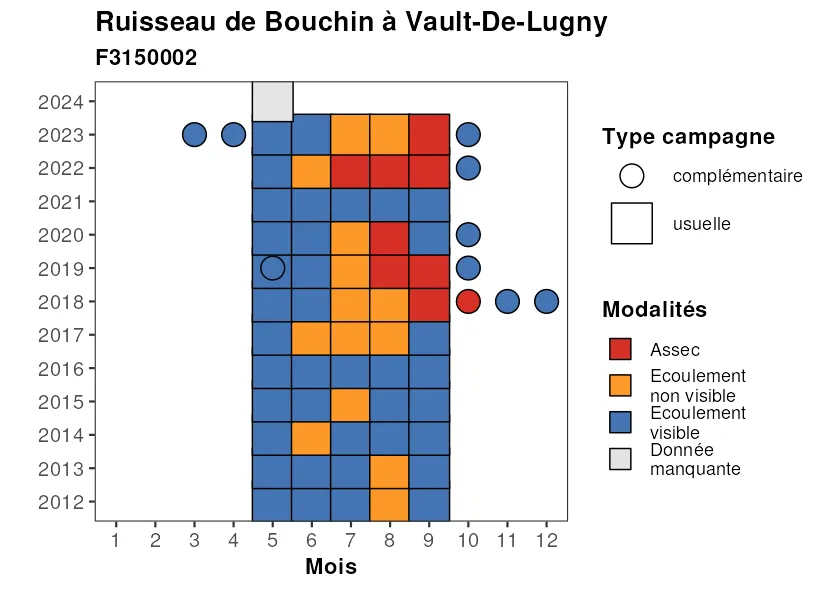 Ruisseau de Bouchin à Vault-De-Lugny
F3150002
2024
2023
2022
2021
2020
2019
2018
2017
2016
2015
2014
2013
2012
1 2 3 4 5 6 7 8 9 10 11 12
Mois
Type campagne
complémentaire
usuelle
Modalités
Assec
Ecoulement
non visible
Ecoulement
visible
Donnée
manquante